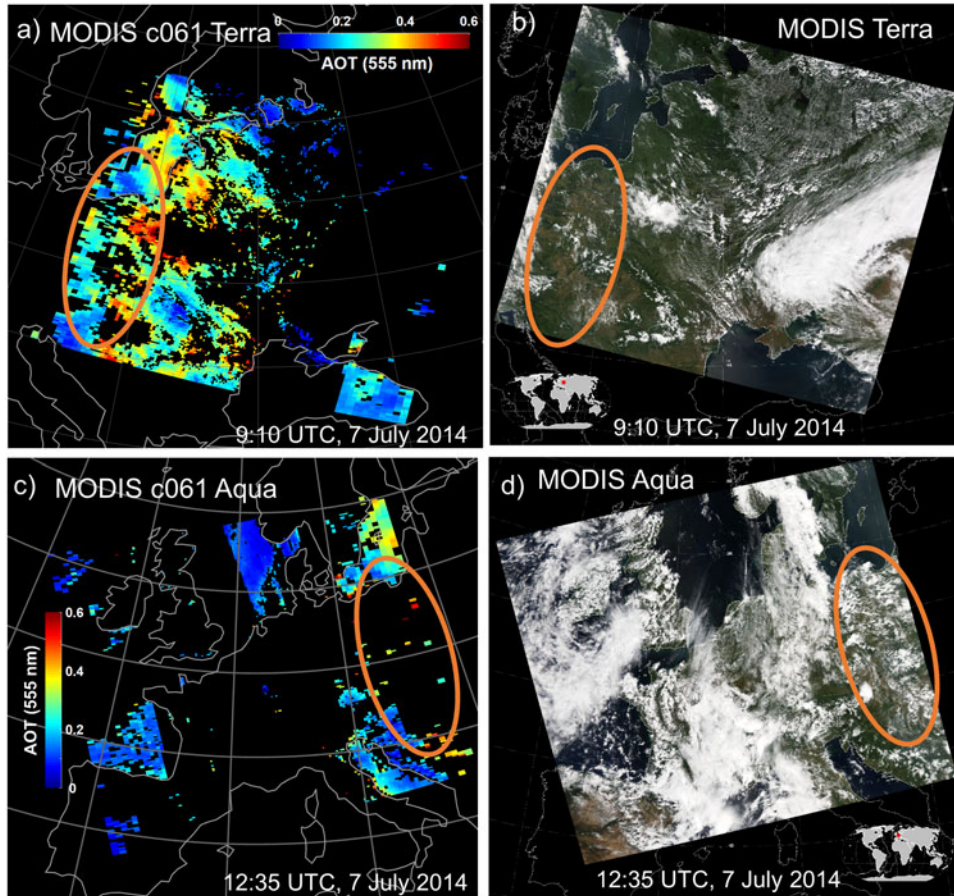 a) MODIS c061 Terra
0 0.2 0.4 0.6
AOT (555 nm)
9:10 UTC, 7 July 2014
b) MODIS Terra
9:10 UTC, 7 July 2014
c) MODIS c061 Aqua
0.6
0.4
0.2
0
AOT (555 nm)
12:35 UTC, 7 July 2014
d) MODIS Aqua
12:35 UTC, 7 July 2014